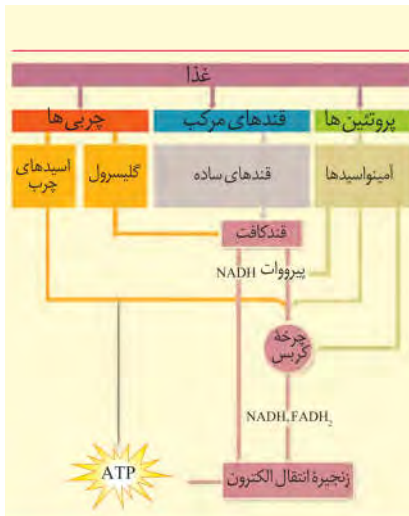 غذا
پروتئین‌ها
قندهای مرکب
چربی‌ها
آمینواسیدها
قندهای ساده
گلیسرول
اسیدهای
چرب
قندکافت
پیرووات
NADH
چرخهٔ
کربس
NADH,FADH₂
زنجیرهٔ انتقال الکترون
ATP